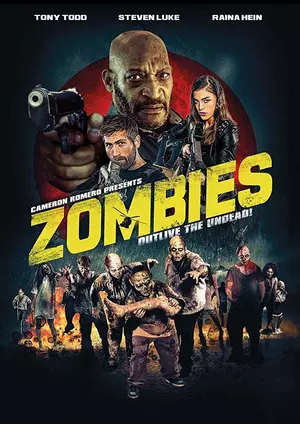 TONY TODD STEVEN LUKE RAINA HEIN
CAMERON ROMERO PRESENTS
ZOMBIES
OUTLIVE THE UNDEAD!